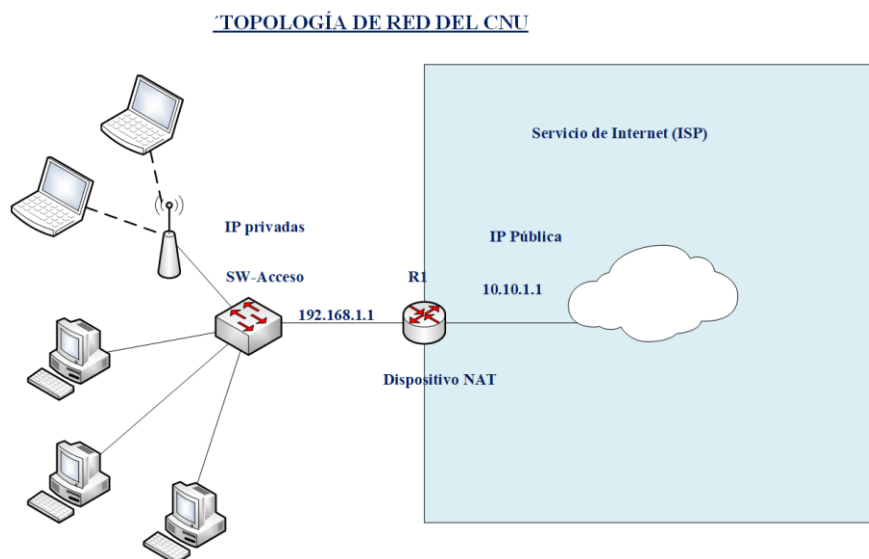 ´TOPOLOGÍA DE RED DEL CNU
Servicio de Internet (ISP)
IP privadas
IP Pública
SW-Acceso
R1
10.10.1.1
192.168.1.1
Dispositivo NAT